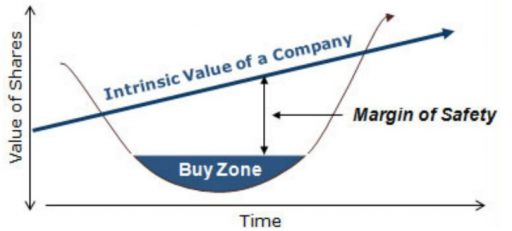 Value of Shares
Intrinsic Value of a Company
Margin of Safety
Buy Zone
Time